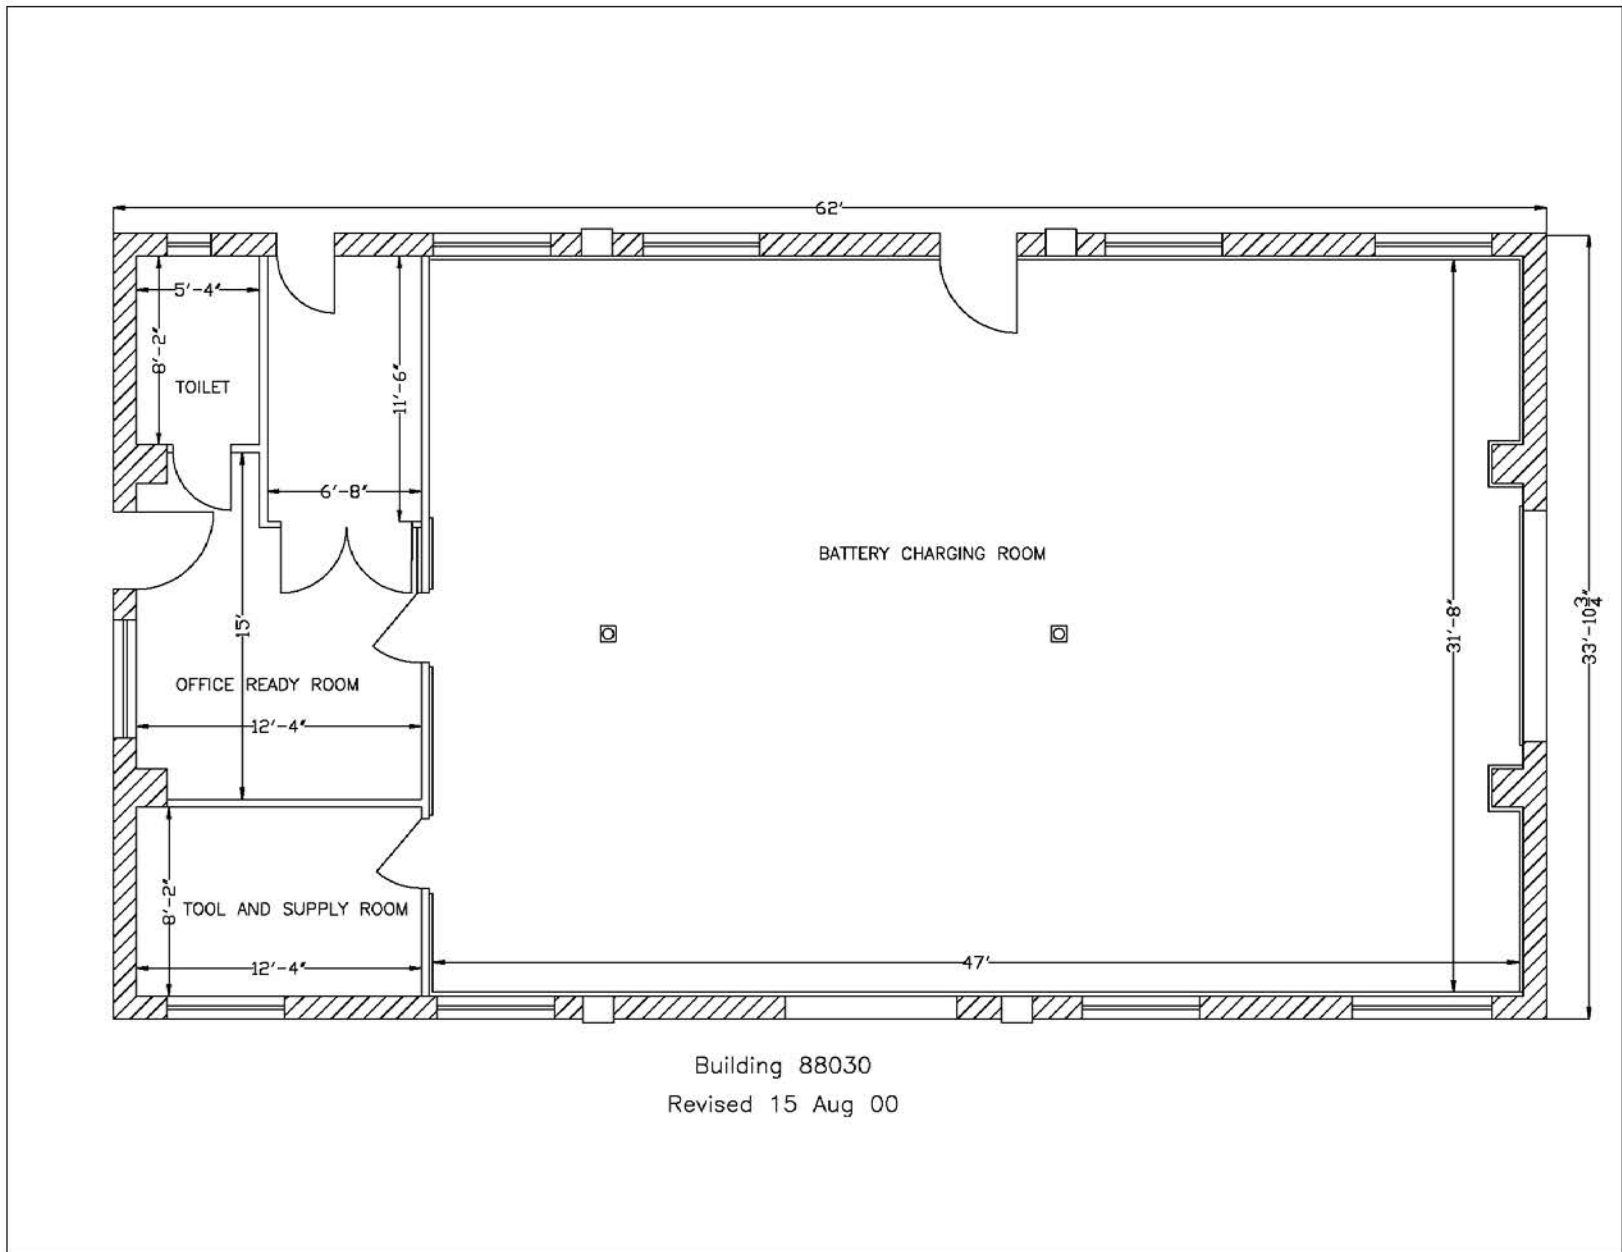 62'
5'-4"
8'-2"
TOILET
11'-6"
6'-8"
BATTERY CHARGING ROOM
15'
31'-8"
33'-10 3/4"
OFFICE READY ROOM
12'-4"
8'-2"
TOOL AND SUPPLY ROOM
12'-4"
47'
Building 88030
Revised 15 Aug 00